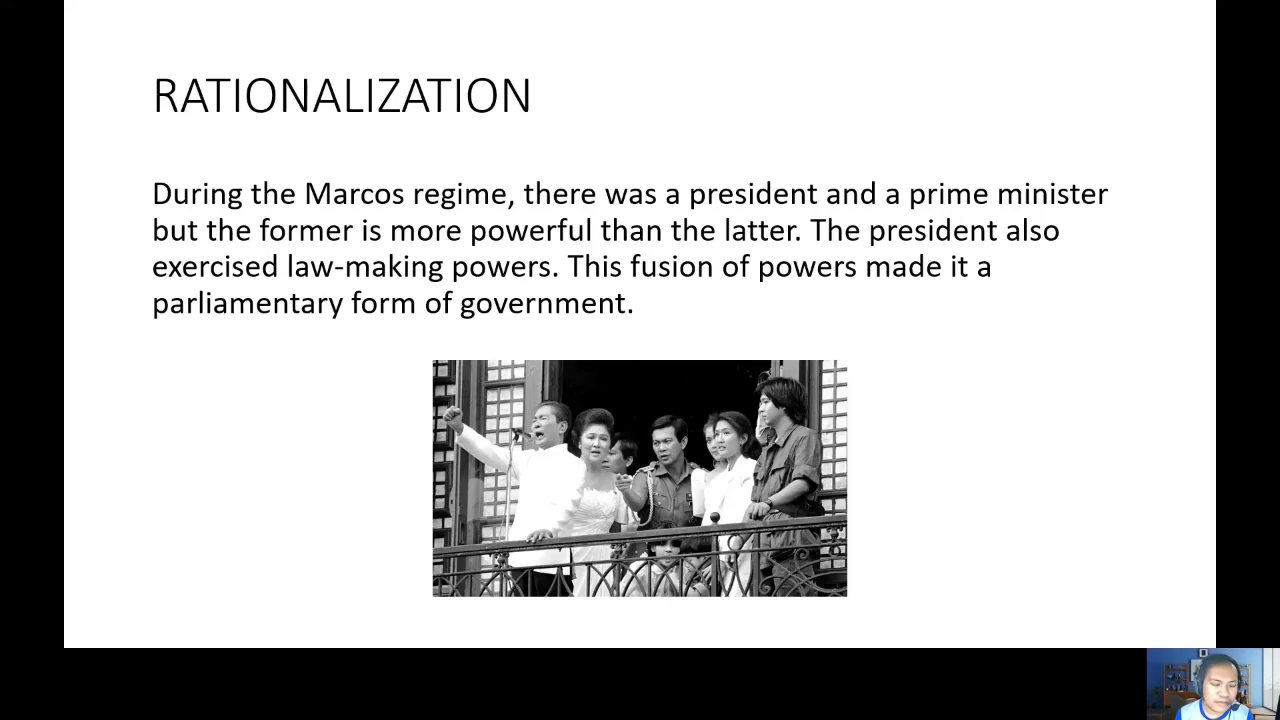 RATIONALIZATION
During the Marcos regime, there was a president and a prime minister
but the former is more powerful than the latter. The president also
exercised law-making powers. This fusion of powers made it a
parliamentary form of government.